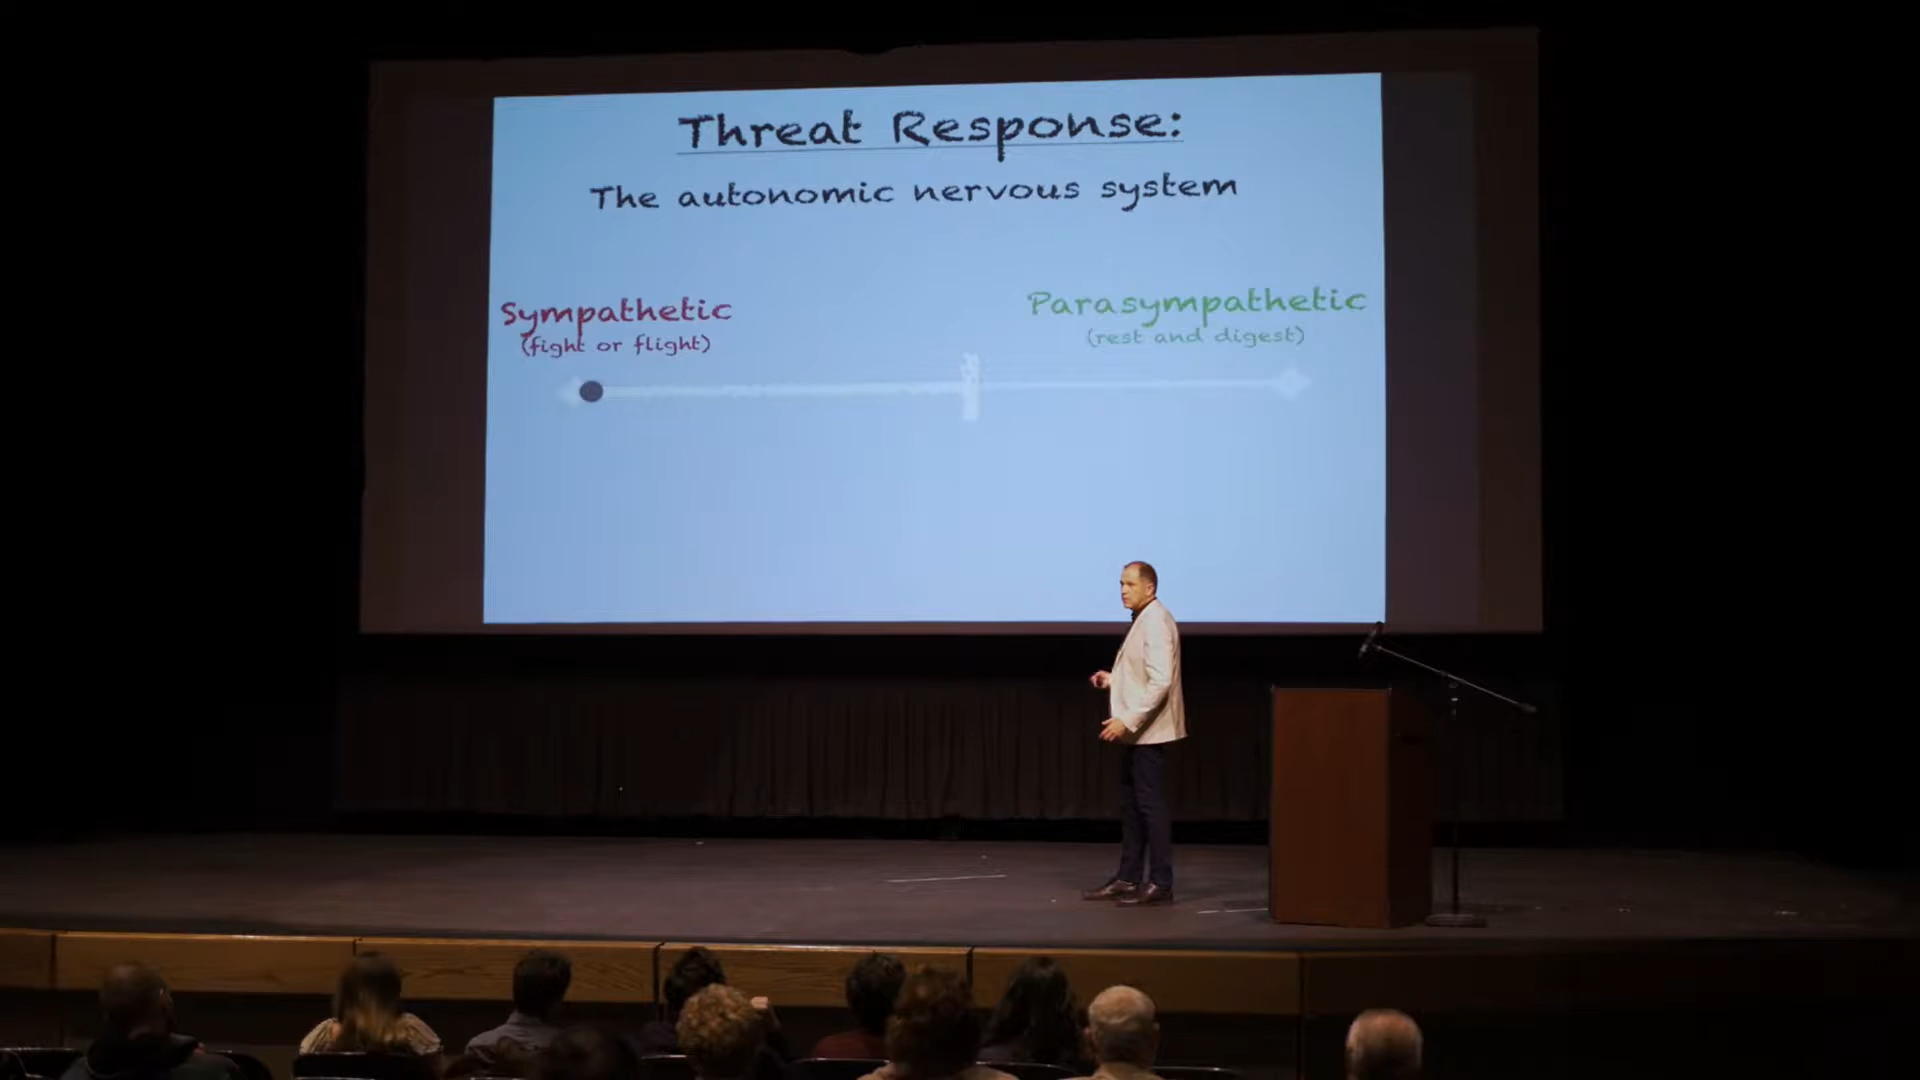 Threat Response:
The autonomic nervous system
Sympathetic
(fight or flight)
Parasympathetic
(rest and digest)